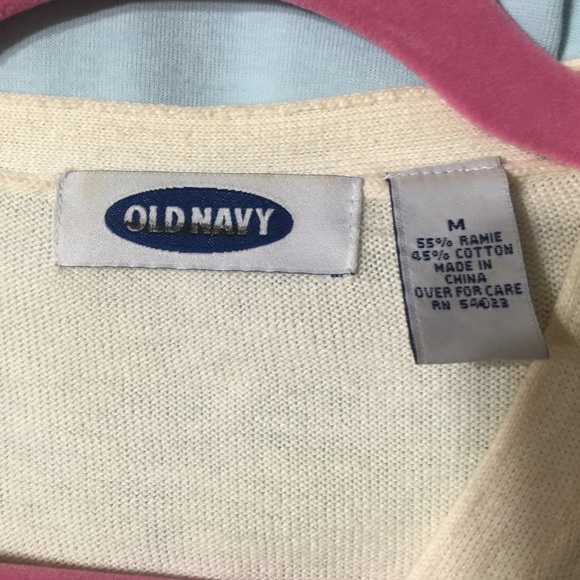 OLD NAVY
M
55% RAMIE
45% COTTON
MADE IN
CHINA
OVER FOR CARE
RN 54023